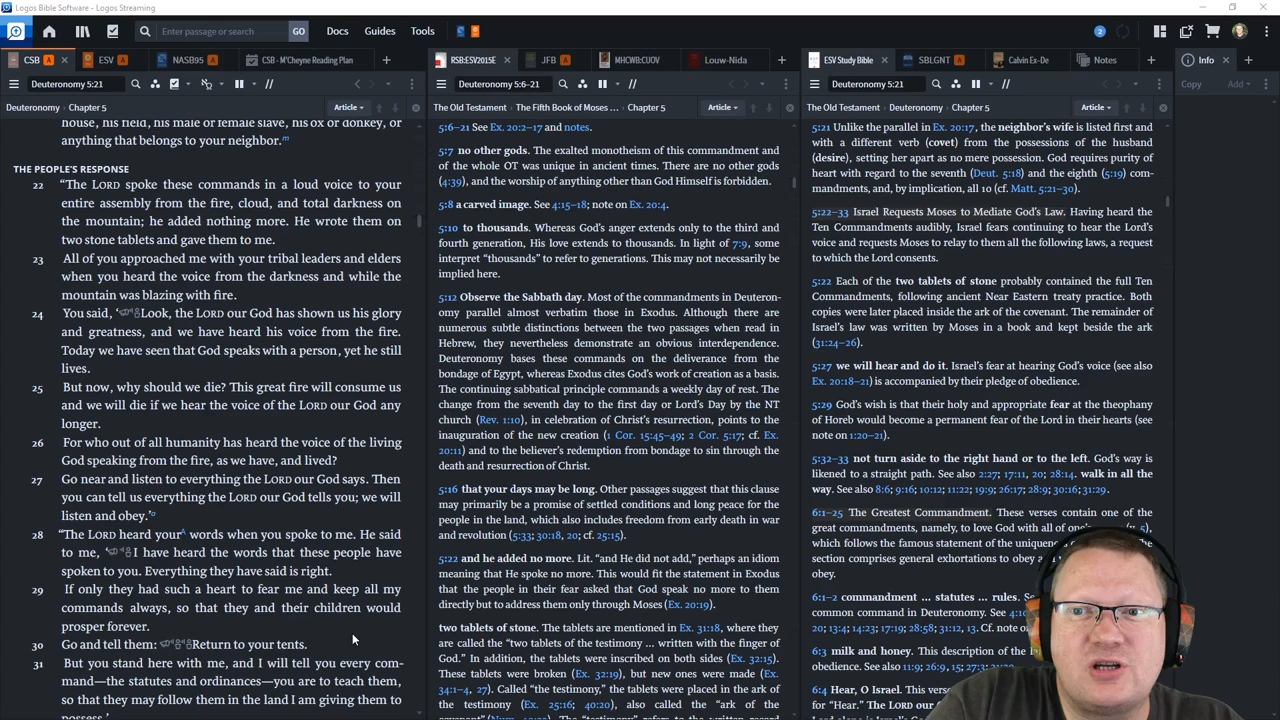 Logos Bible Software - Logos Streaming
Enter passage or search
GO
Docs
Guides
Tools
2
CSB A
ESV A
NASB95 A
CSB - M'Cheyne Reading Plan
RSB:ESV2015E
JFB A
MHCWB:CUOV
Louw-Nida
ESV Study Bible
SBLGNT A
Calvin Ex-De
Notes
Info
Deuteronomy 5:21
Deuteronomy 5:6–21
Deuteronomy 5:21
Copy
Add
Deuteronomy › Chapter 5
Article
The Old Testament › The Fifth Book of Moses ... › Chapter 5
Article
The Old Testament › Deuteronomy › Chapter 5
Article
house, his field, his male or female slave, his ox or donkey, or
anything that belongs to your neighbor.m
THE PEOPLE'S RESPONSE
22 “The LORD spoke these commands in a loud voice to your
entire assembly from the fire, cloud, and total darkness on
the mountain; he added nothing more. He wrote them on
two stone tablets and gave them to me.
23 All of you approached me with your tribal leaders and elders
when you heard the voice from the darkness and while the
mountain was blazing with fire.
24 You said, ‘Look, the LORD our God has shown us his glory
and greatness, and we have heard his voice from the fire.
Today we have seen that God speaks with a person, yet he still
lives.
25 But now, why should we die? This great fire will consume us
and we will die if we hear the voice of the LORD our God any
longer.
26 For who out of all humanity has heard the voice of the living
God speaking from the fire, as we have, and lived?
27 Go near and listen to everything the LORD our God says. Then
you can tell us everything the LORD our God tells you; we will
listen and obey.’
28 “The LORD heard yourA words when you spoke to me. He said
to me, ‘I have heard the words that these people have
spoken to you. Everything they have said is right.
29 If only they had such a heart to fear me and keep all my
commands always, so that they and their children would
prosper forever.
30 Go and tell them: Return to your tents.
31 But you stand here with me, and I will tell you every com-
mand—the statutes and ordinances—you are to teach them,
so that they may follow them in the land I am giving them to
possess.’
5:6–21 See Ex. 20:2–17 and notes.
5:7 no other gods. The exalted monotheism of this commandment and
of the whole OT was unique in ancient times. There are no other gods
(4:39), and the worship of anything other than God Himself is forbidden.
5:8 a carved image. See 4:15–18; note on Ex. 20:4.
5:10 to thousands. Whereas God's anger extends only to the third and
fourth generation, His love extends to thousands. In light of 7:9, some
interpret “thousands” to refer to generations. This may not necessarily be
implied here.
5:12 Observe the Sabbath day. Most of the commandments in Deuteron-
omy parallel almost verbatim those in Exodus. Although there are
numerous subtle distinctions between the two passages when read in
Hebrew, they nevertheless demonstrate an obvious interdependence.
Deuteronomy bases these commands on the deliverance from the
bondage of Egypt, whereas Exodus cites God's work of creation as a basis.
The continuing sabbatical principle commands a weekly day of rest. The
change from the seventh day to the first day or Lord's Day by the NT
church (Rev. 1:10), in celebration of Christ's resurrection, points to the
inauguration of the new creation (1 Cor. 15:45–49; 2 Cor. 5:17; cf. Ex.
20:11) and to the believer's redemption from bondage to sin through the
death and resurrection of Christ.
5:16 that your days may be long. Other passages suggest that this clause
may primarily be a promise of settled conditions and long peace for the
people in the land, which also includes freedom from early death in war
and revolution (5:33; 30:18, 20; cf. 25:15).
5:22 and he added no more. Lit. “and He did not add,” perhaps an idiom
meaning that He spoke no more. This would fit the statement in Exodus
that the people in their fear asked that God speak no more to them
directly but to address them only through Moses (Ex. 20:19).
two tables of stone. The tablets are mentioned in Ex. 31:18, where they
are called the “two tablets of the testimony ... written with the finger of
God.” In addition, the tablets were inscribed on both sides (Ex. 32:15).
These tablets were broken (Ex. 32:19), but new ones were made (Ex.
34:1–4, 27). Called “the testimony,” the tablets were placed in the ark of
the testimony (Ex. 25:16; 40:20), also called the “ark of the
5:21 Unlike the parallel in Ex. 20:17, the neighbor's wife is listed first and
with a different verb (covet) from the possessions of the husband
(desire), setting her apart as no mere possession. God requires purity of
heart with regard to the seventh (Deut. 5:18) and the eighth (5:19) com-
mandments, and, by implication, all 10 (cf. Matt. 5:21–30).
5:22–33 Israel Requests Moses to Mediate God's Law. Having heard the
Ten Commandments audibly, Israel fears continuing to hear the Lord's
voice and requests Moses to relay to them all the following laws, a request
to which the Lord consents.
5:22 Each of the two tablets of stone probably contained the full Ten
Commandments, following ancient Near Eastern treaty practice. Both
copies were later placed inside the ark of the covenant. The remainder of
Israel's law was written by Moses in a book and kept beside the ark
(31:24–26).
5:27 we will hear and do it. Israel's fear at hearing God's voice (see also
Ex. 20:18–21) is accompanied by their pledge of obedience.
5:29 God's wish is that their holy and appropriate fear at the theophany
of Horeb would become a permanent fear of the Lord in their hearts (see
note on 1:20–21).
5:32–33 not turn aside to the right hand or to the left. God's way is
likened to a straight path. See also 2:27; 17:11, 20; 28:14. walk in all the
way. See also 8:6; 9:16; 10:12; 11:22; 19:9; 26:17; 28:9; 30:16; 31:29.
6:1–25 The Greatest Commandment. These verses contain one of the
great commandments, namely, to love God with all of one's
which follows the famous statement of the uniquenes
section comprises general exhortations to obey
obey.
6:1–2 commandment ... statutes ... rules.
common command in Deuteronomy. See 4:
20; 13:4; 14:23; 17:19; 28:58; 31:12, 13. Cf. note o
6:3 milk and honey. This desc
obedience. See also 11:9; 26:9, 15; 27:3;
6:4 Hear, O Israel. This verse
for “Hear.” The LORD our